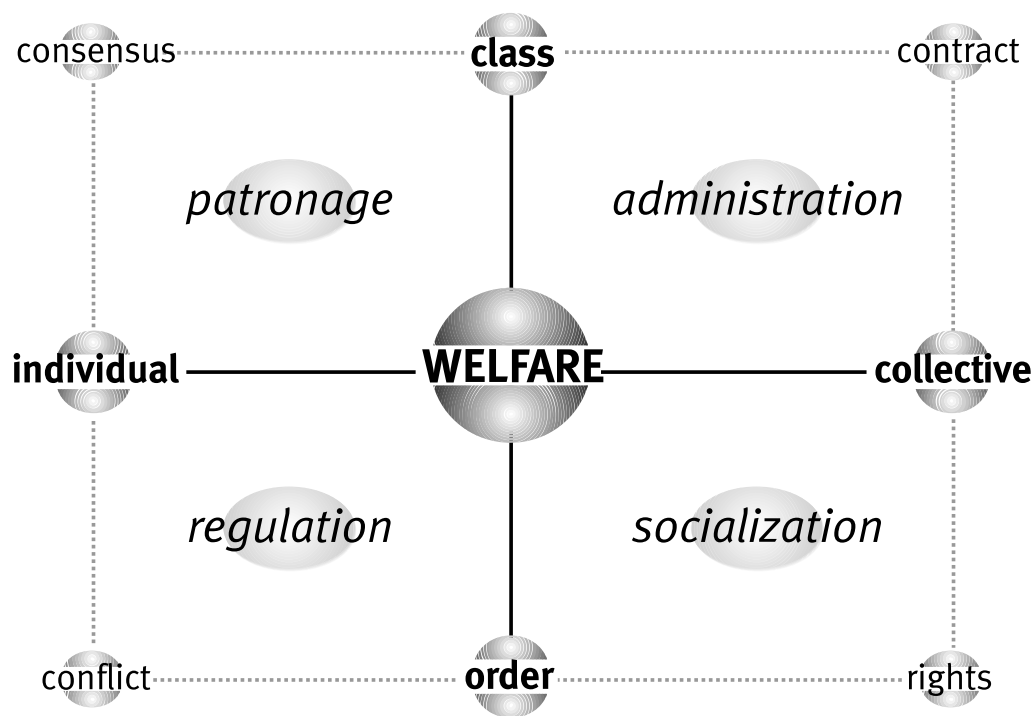 consensus
class
contract
patronage
administration
individual
WELFARE
collective
regulation
socialization
conflict
order
rights